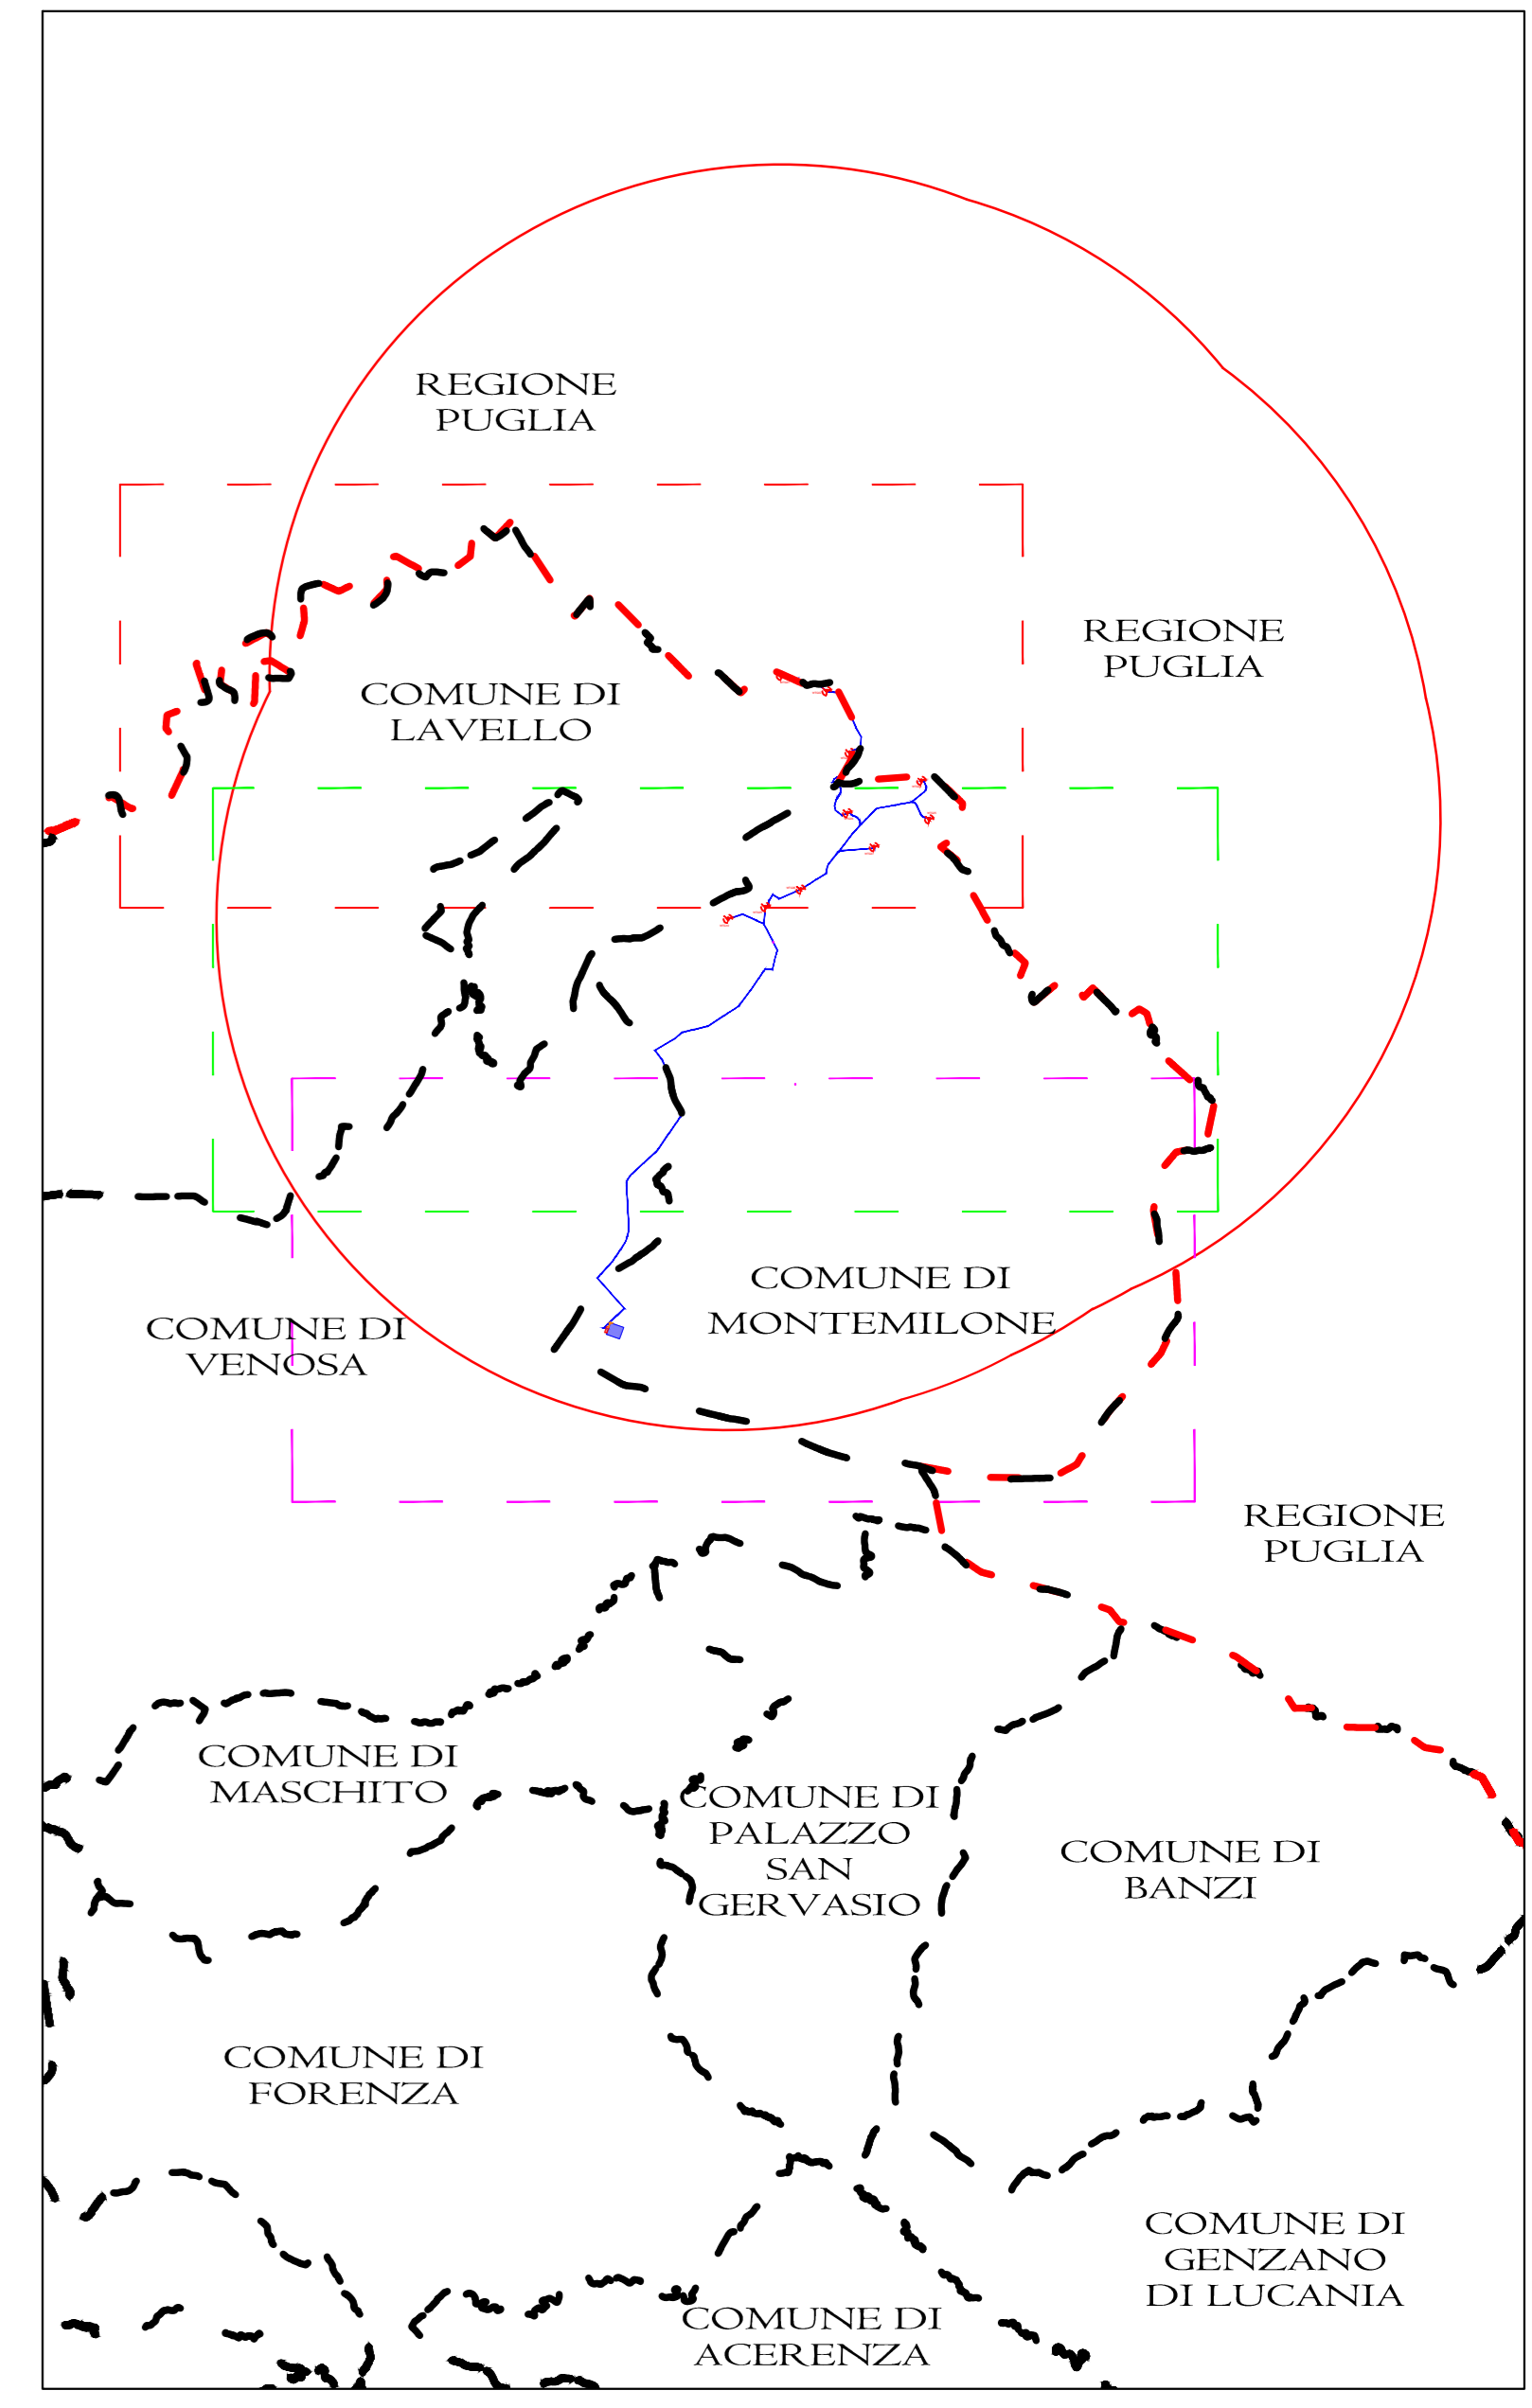 REGIONE
PUGLIA
REGIONE
PUGLIA
COMUNE DI
LAVELLO
COMUNE DI
MONTEMILONE
COMUNE DI
VENOSA
REGIONE
PUGLIA
COMUNE DI
MASCHITO
COMUNE DI
PALAZZO
SAN
GERVASIO
COMUNE DI
BANZI
COMUNE DI
FORENZA
COMUNE DI
GENZANO
DI LUCANIA
COMUNE DI
ACERENZA